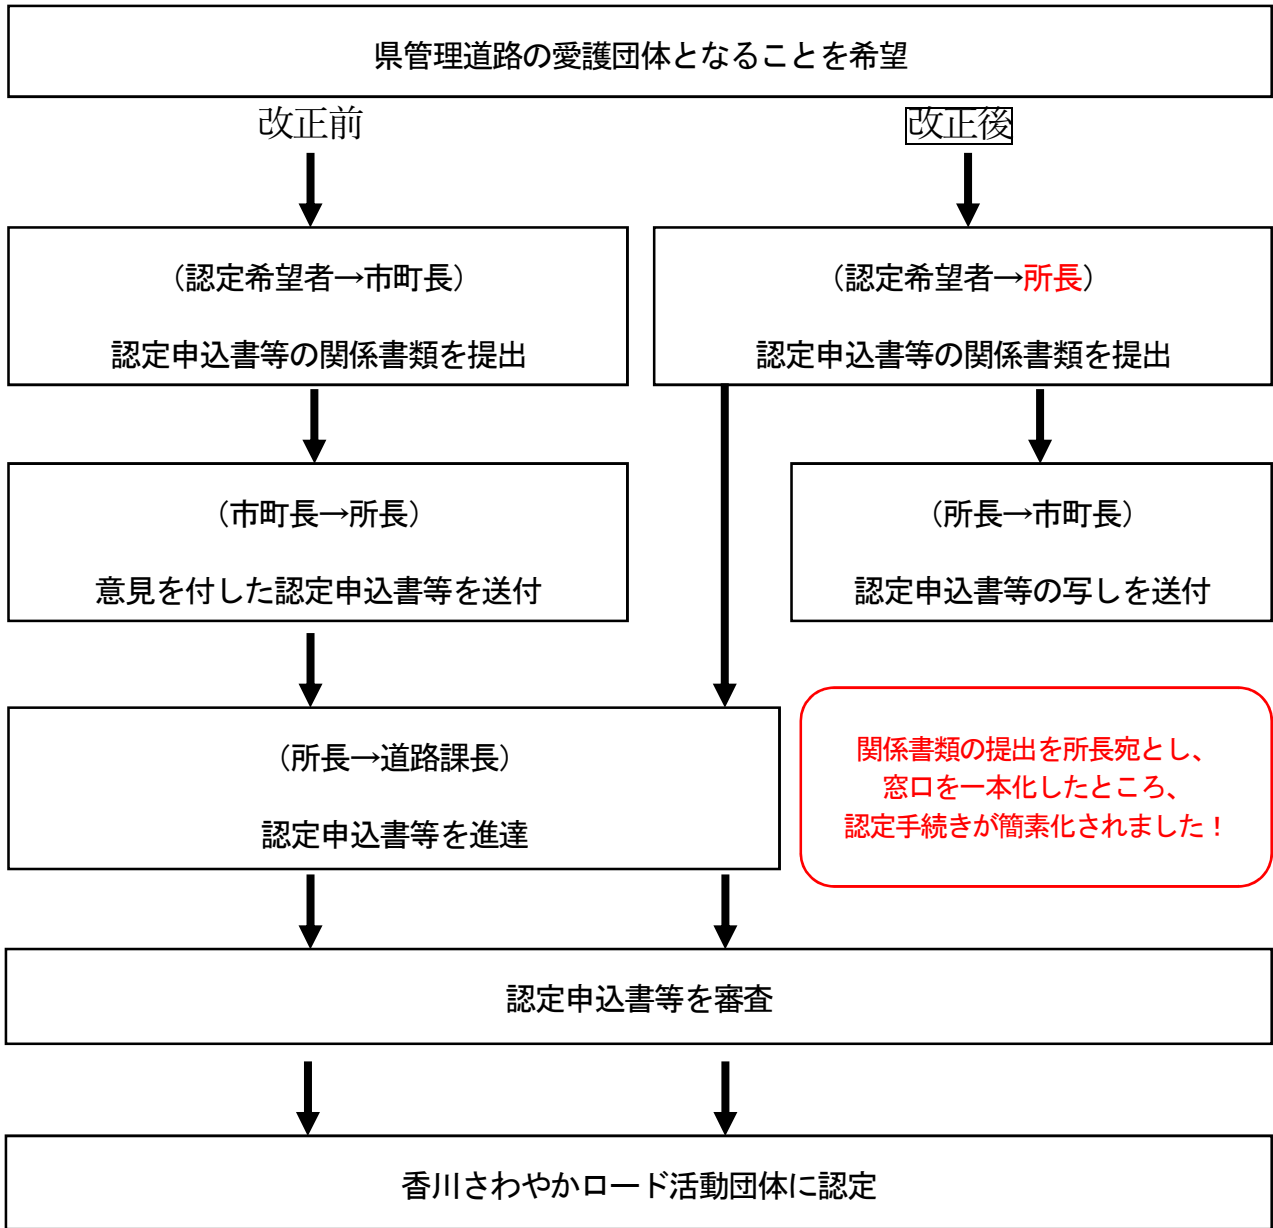 県管理道路の愛護団体となることを希望
改正前
改正後
（認定希望者→市町長）
認定申込書等の関係書類を提出
（認定希望者→所長）
認定申込書等の関係書類を提出
（市町長→所長）
意見を付した認定申込書等を送付
（所長→市町長）
認定申込書等の写しを送付
（所長→道路課長）
認定申込書等を進達
関係書類の提出を所長宛とし、
窓口を一本化したところ、
認定手続きが簡素化されました！
認定申込書等を審査
香川さわやかロード活動団体に認定